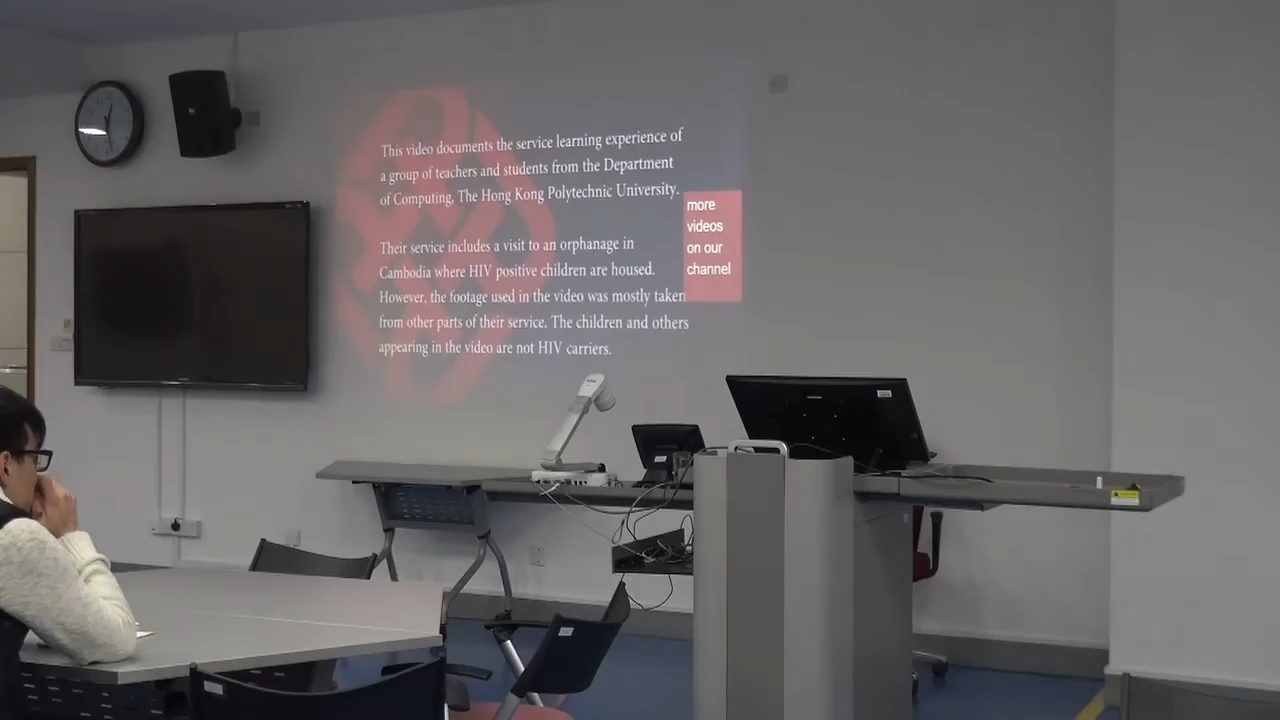 This video documents the service learning experience of
a group of teachers and students from the Department
of Computing, The Hong Kong Polytechnic University.
more
videos
on our
channel
Their service includes a visit to an orphanage in
Cambodia where HIV positive children are housed.
However, the footage used in the video was mostly taken
from other parts of their service. The children and others
appearing in the video are not HIV carriers.